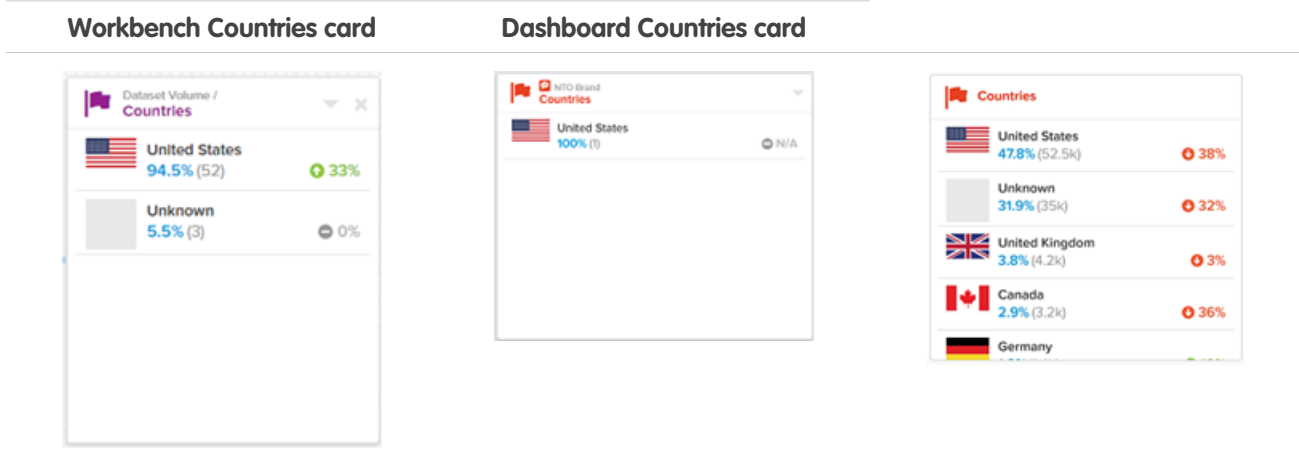 Workbench Countries card
Dashboard Countries card
Dataset Volume /
Countries
United States
94.5% (52)
33%
Unknown
5.5% (3)
0%
NTO Brand
Countries
United States
100% (1)
N/A
Countries
United States
47.8% (52.5k)
38%
Unknown
31.9% (35k)
32%
United Kingdom
3.8% (4.2k)
3%
Canada
2.9% (3.2k)
36%
Germany